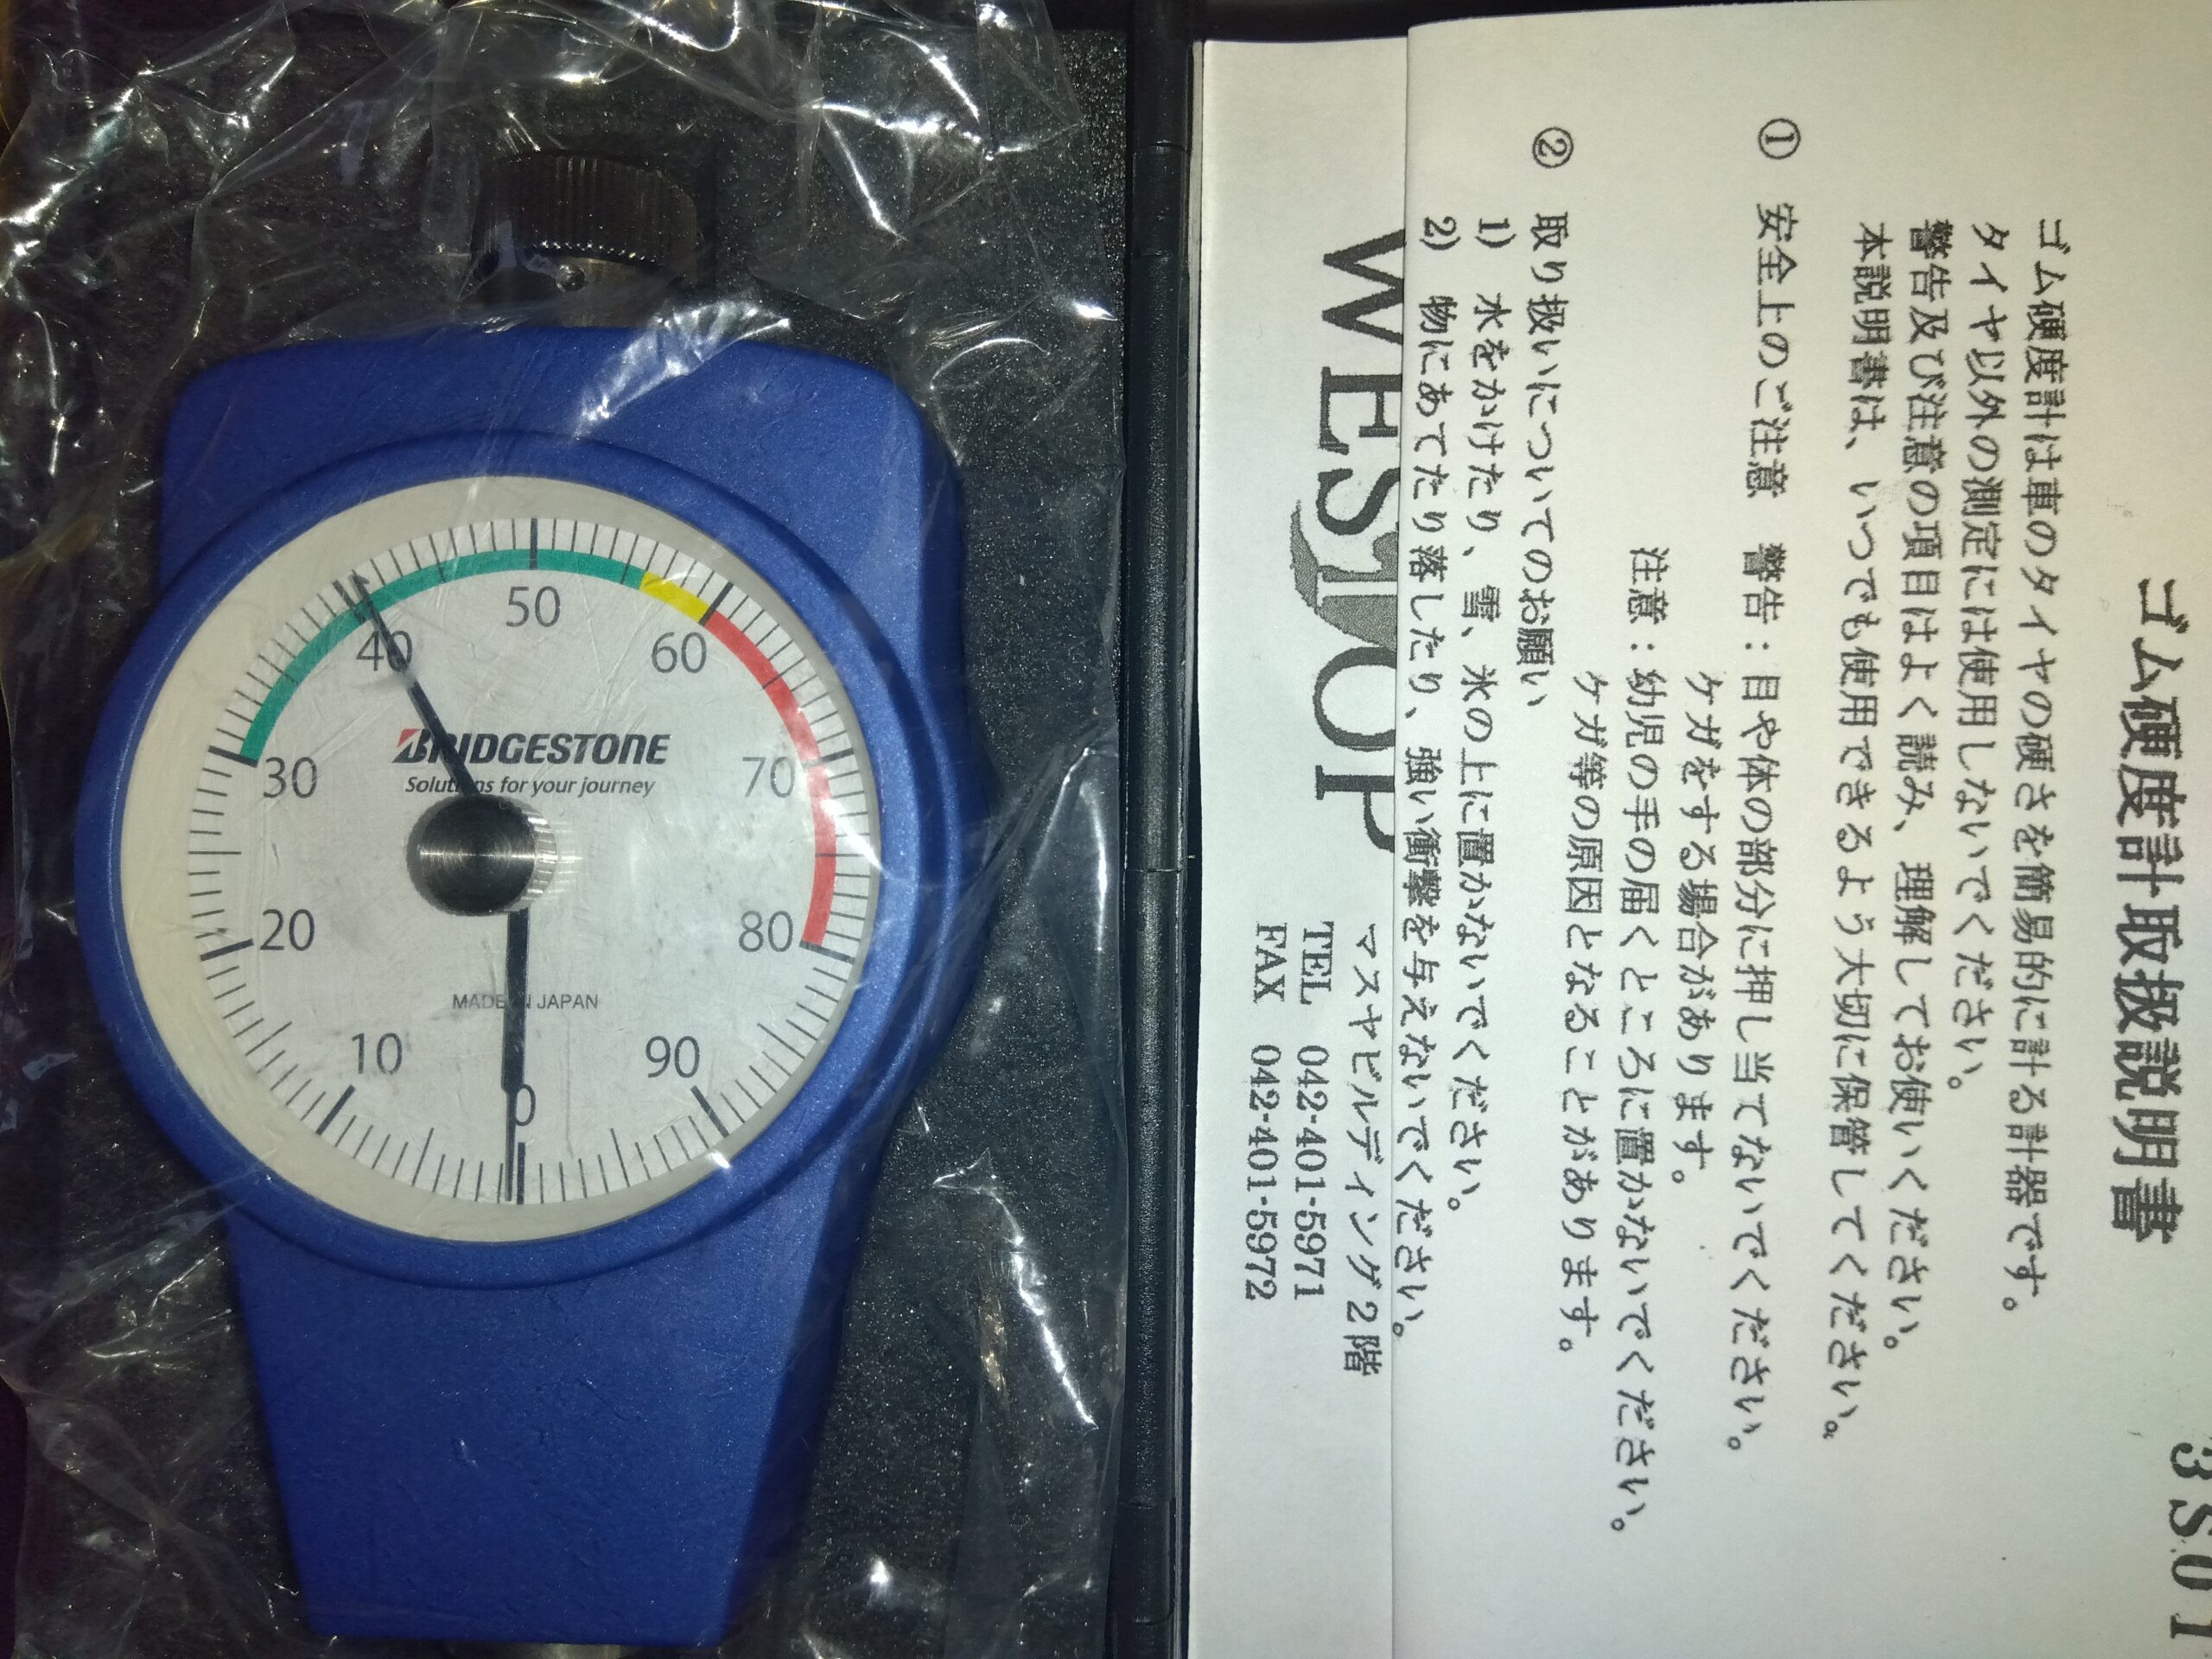 50
40
60
30
70
20
80
10
90
0
BRIDGESTONE
Solutions for your journey
MADE IN JAPAN
3S01
ゴム硬度計取扱説明書
ゴム硬度計は車のタイヤの硬さを簡易的に計る計器です。
タイヤ以外の測定には使用しないでください。
警告及び注意の項目はよく読み、理解してお使いください。
本説明書は、いつでも使用できるよう大切に保管してください。
① 安全上のご注意 警告：目や体の部分に押し当てないでください。
ケガをする場合があります。
注意：幼児の手の届くところに置かないでください。
ケガ等の原因となることがあります。
② 取り扱いについてのお願い
1) 水をかけたり、雪、氷の上に置かないでください。
2) 物にあてたり落したり、強い衝撃を与えないでください。
WESTOP
マスヤビルディング2階
TEL 042-401-5971
FAX 042-401-5972